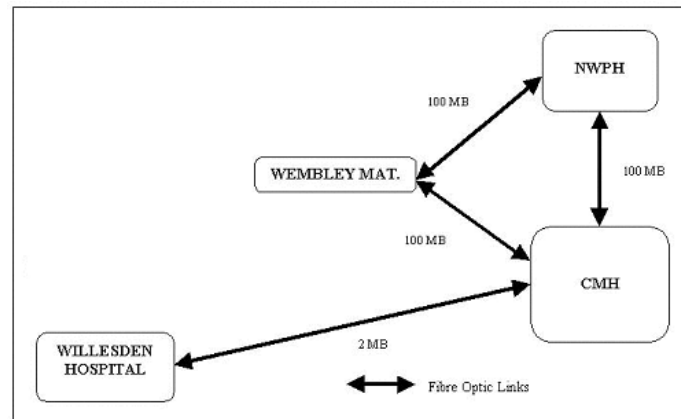 NWPH
100 MB
WEMBLEY MAT.
100 MB
100 MB
CMH
2 MB
WILLESDEN
HOSPITAL
Fibre Optic Links